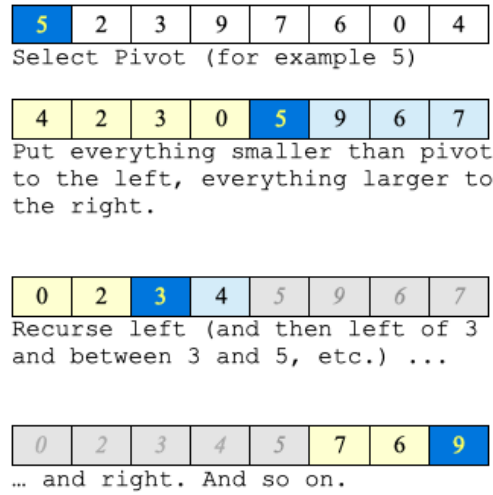 5 2 3 9 7 6 0 4
Select Pivot (for example 5)
4 2 3 0 5 9 6 7
Put everything smaller than pivot
to the left, everything larger to
the right.
0 2 3 4 5 9 6 7
Recurse left (and then left of 3
and between 3 and 5, etc.) ...
0 2 3 4 5 7 6 9
… and right. And so on.